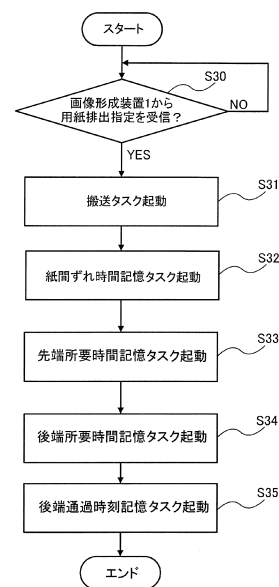 スタート
S30
画像形成装置1から
用紙排出指定を受信？
NO
YES
S31
搬送タスク起動
S32
紙間ずれ時間記憶タスク起動
S33
先端所要時間記憶タスク起動
S34
後端所要時間記憶タスク起動
S35
後端通過時刻記憶タスク起動
エンド